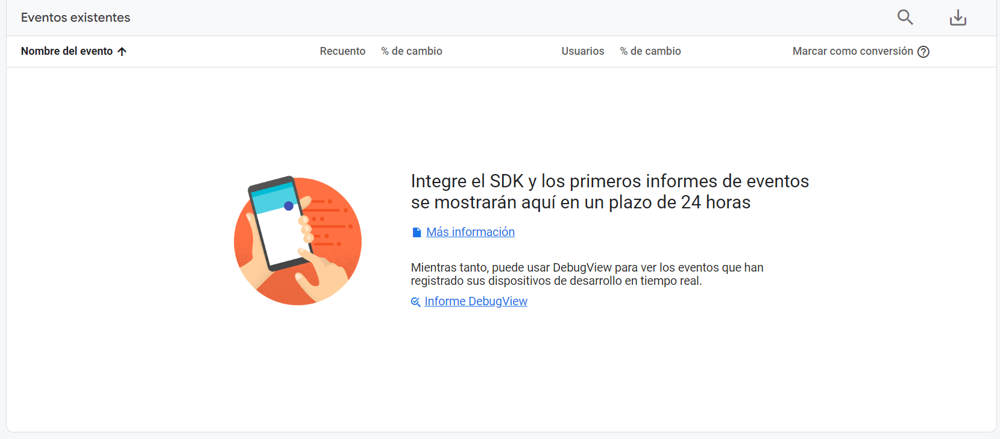 Eventos existentes
Nombre del evento Recuento % de cambio Usuarios % de cambio Marcar como conversión
Integre el SDK y los primeros informes de eventos
se mostrarán aquí en un plazo de 24 horas
Más información
Mientras tanto, puede usar DebugView para ver los eventos que han
registrado sus dispositivos de desarrollo en tiempo real.
Informe DebugView